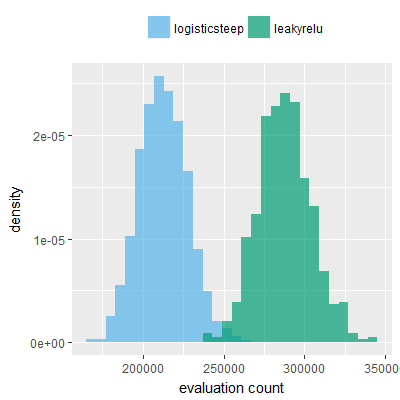 logisticsteep leakyrelu
density
2e-05
1e-05
0e+00
200000 250000 300000 35000
evaluation count